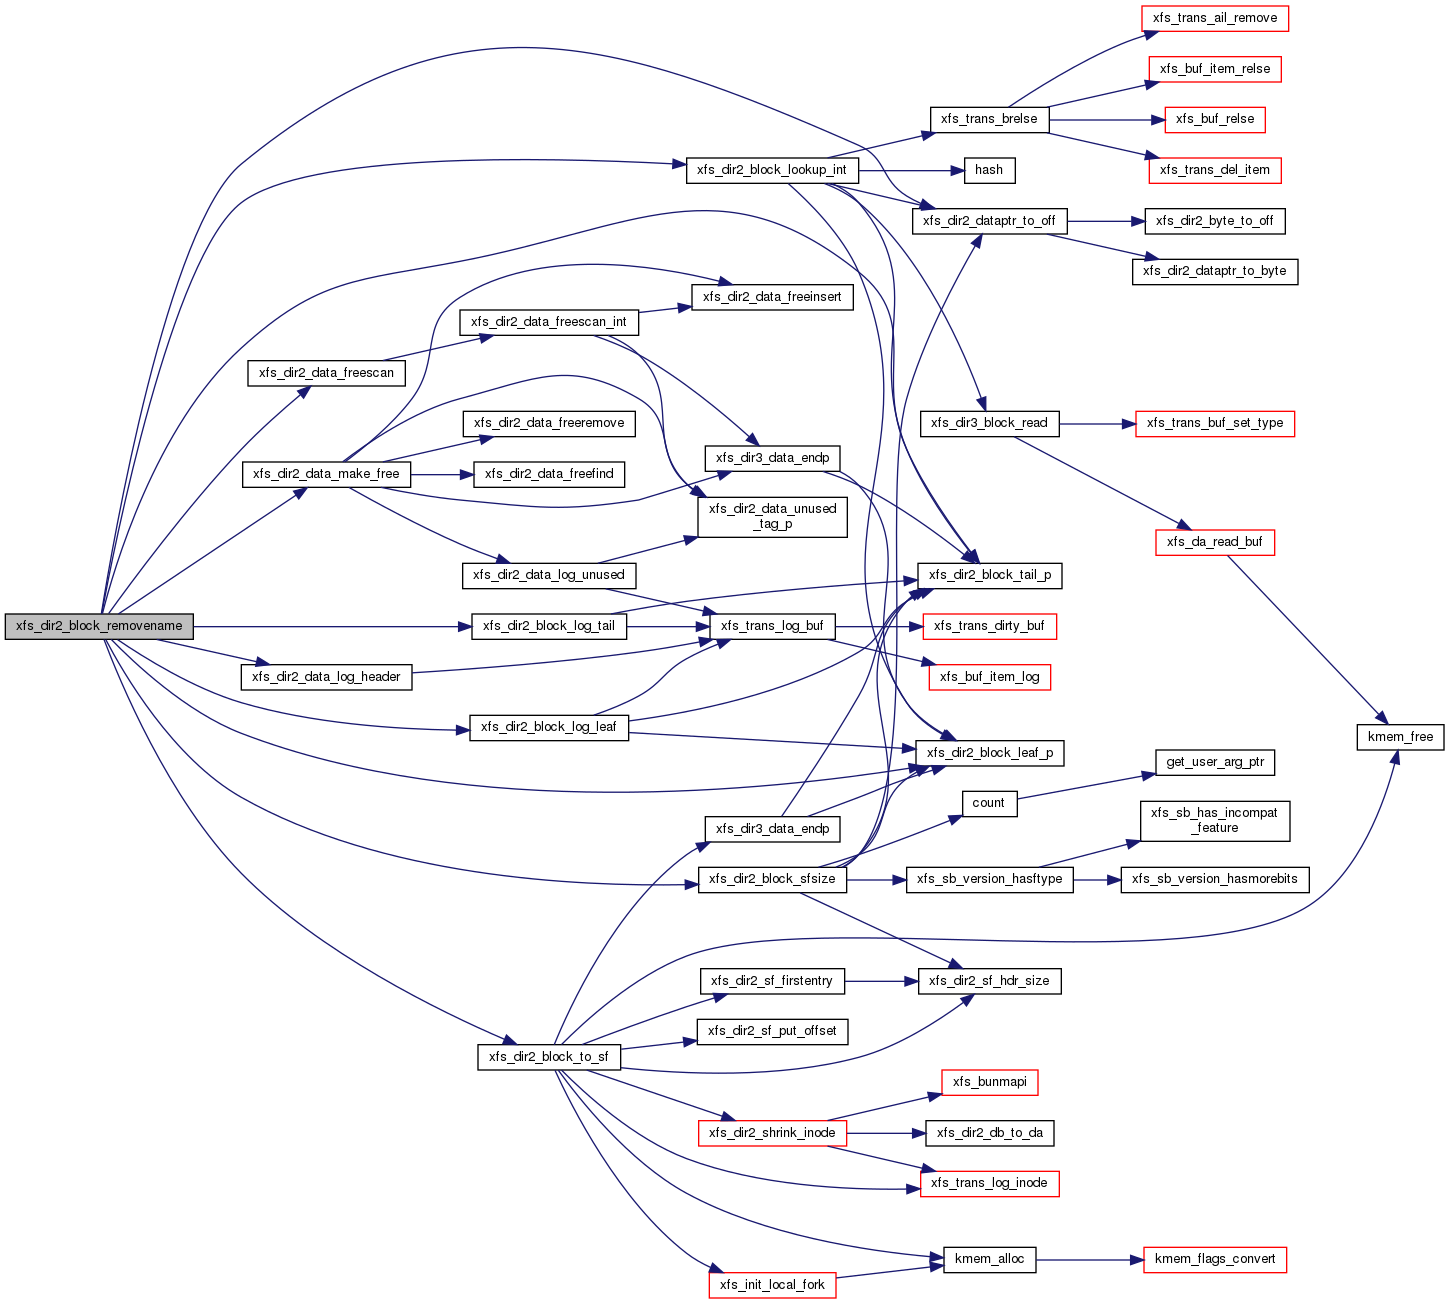 xfs_trans_ail_remove
xfs_buf_item_relse
xfs_trans_brelse
xfs_buf_relse
xfs_dir2_block_lookup_int
hash
xfs_trans_del_item
xfs_dir2_dataptr_to_off
xfs_dir2_byte_to_off
xfs_dir2_dataptr_to_byte
xfs_dir2_data_freeinsert
xfs_dir2_data_freescan_int
xfs_dir2_data_freescan
xfs_dir2_data_freeremove
xfs_dir3_block_read
xfs_trans_buf_set_type
xfs_dir3_data_endp
xfs_dir2_data_make_free
xfs_dir2_data_freefind
xfs_dir2_data_unused
_tag_p
xfs_da_read_buf
xfs_dir2_data_log_unused
xfs_dir2_block_tail_p
xfs_dir2_block_removename
xfs_dir2_block_log_tail
xfs_trans_log_buf
xfs_trans_dirty_buf
xfs_dir2_data_log_header
xfs_buf_item_log
xfs_dir2_block_log_leaf
kmem_free
xfs_dir2_block_leaf_p
get_user_arg_ptr
count
xfs_sb_has_incompat
_feature
xfs_dir3_data_endp
xfs_dir2_block_sfsize
xfs_sb_version_hasftype
xfs_sb_version_hasmorebits
xfs_dir2_sf_firstentry
xfs_dir2_sf_hdr_size
xfs_dir2_sf_put_offset
xfs_dir2_block_to_sf
xfs_bunmapi
xfs_dir2_shrink_inode
xfs_dir2_db_to_da
xfs_trans_log_inode
kmem_alloc
kmem_flags_convert
xfs_init_local_fork